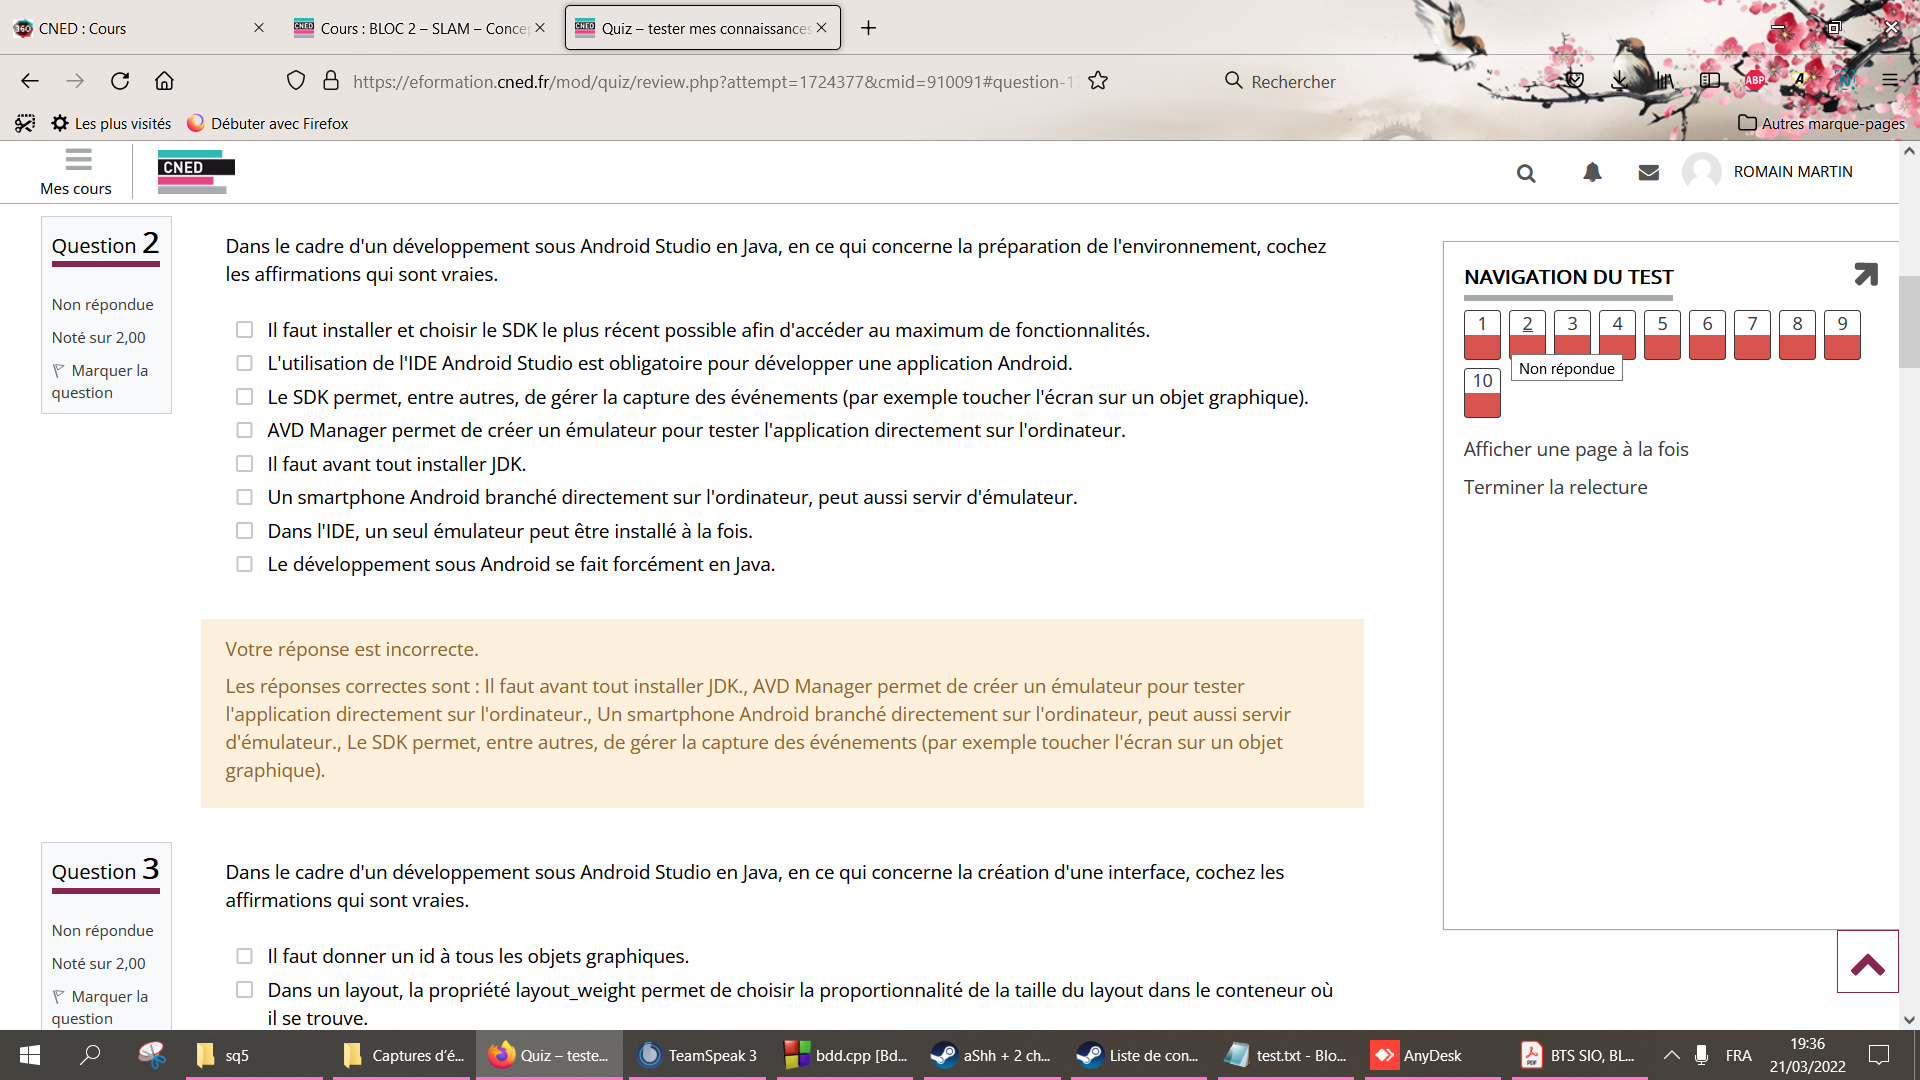 CNED : Cours
Cours : BLOC 2 – SLAM – Concep
Quiz – tester mes connaissances
https://eformation.cned.fr/mod/quiz/review.php?attempt=1724377&cmid=910091#question-1
Rechercher
Les plus visités
Débuter avec Firefox
Autres marque-pages
Mes cours
CNED
ROMAIN MARTIN
Question 2
Non répondue
Noté sur 2,00
Marquer la
question
Dans le cadre d'un développement sous Android Studio en Java, en ce qui concerne la préparation de l'environnement, cochez
les affirmations qui sont vraies.
Il faut installer et choisir le SDK le plus récent possible afin d'accéder au maximum de fonctionnalités.
L'utilisation de l'IDE Android Studio est obligatoire pour développer une application Android.
Le SDK permet, entre autres, de gérer la capture des événements (par exemple toucher l'écran sur un objet graphique).
AVD Manager permet de créer un émulateur pour tester l'application directement sur l'ordinateur.
Il faut avant tout installer JDK.
Un smartphone Android branché directement sur l'ordinateur, peut aussi servir d'émulateur.
Dans l'IDE, un seul émulateur peut être installé à la fois.
Le développement sous Android se fait forcément en Java.
Votre réponse est incorrecte.
Les réponses correctes sont : Il faut avant tout installer JDK., AVD Manager permet de créer un émulateur pour tester
l'application directement sur l'ordinateur., Un smartphone Android branché directement sur l'ordinateur, peut aussi servir
d'émulateur., Le SDK permet, entre autres, de gérer la capture des événements (par exemple toucher l'écran sur un objet
graphique).
NAVIGATION DU TEST
1 2 3 4 5 6 7 8 9
Non répondue
10
Afficher une page à la fois
Terminer la relecture
Question 3
Non répondue
Noté sur 2,00
Marquer la
question
Dans le cadre d'un développement sous Android Studio en Java, en ce qui concerne la création d'une interface, cochez les
affirmations qui sont vraies.
Il faut donner un id à tous les objets graphiques.
Dans un layout, la propriété layout_weight permet de choisir la proportionnalité de la taille du layout dans le conteneur où
il se trouve.
sq5
Captures d'é...
Quiz – teste...
TeamSpeak 3
bdd.cpp [Bd...
aShh + 2 ch...
Liste de con...
test.txt - Blo...
AnyDesk
BTS SIO, BL...
FRA
19:36
21/03/2022